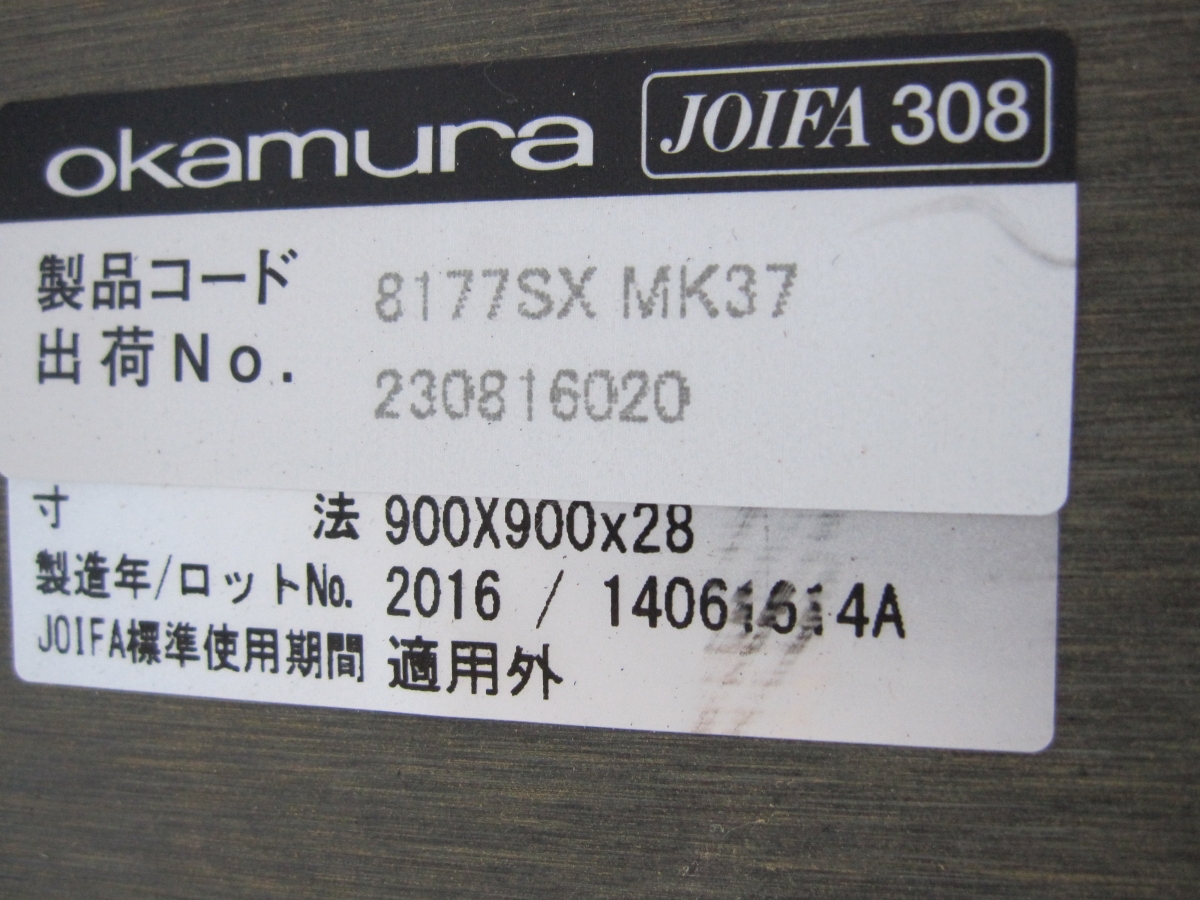 okamura JOIFA 308
製品コード 8177SX MK37
出荷No. 230816020
寸 法 900X900x28
製造年/ロットNo. 2016 /
JOIFA標準使用期間 適用外